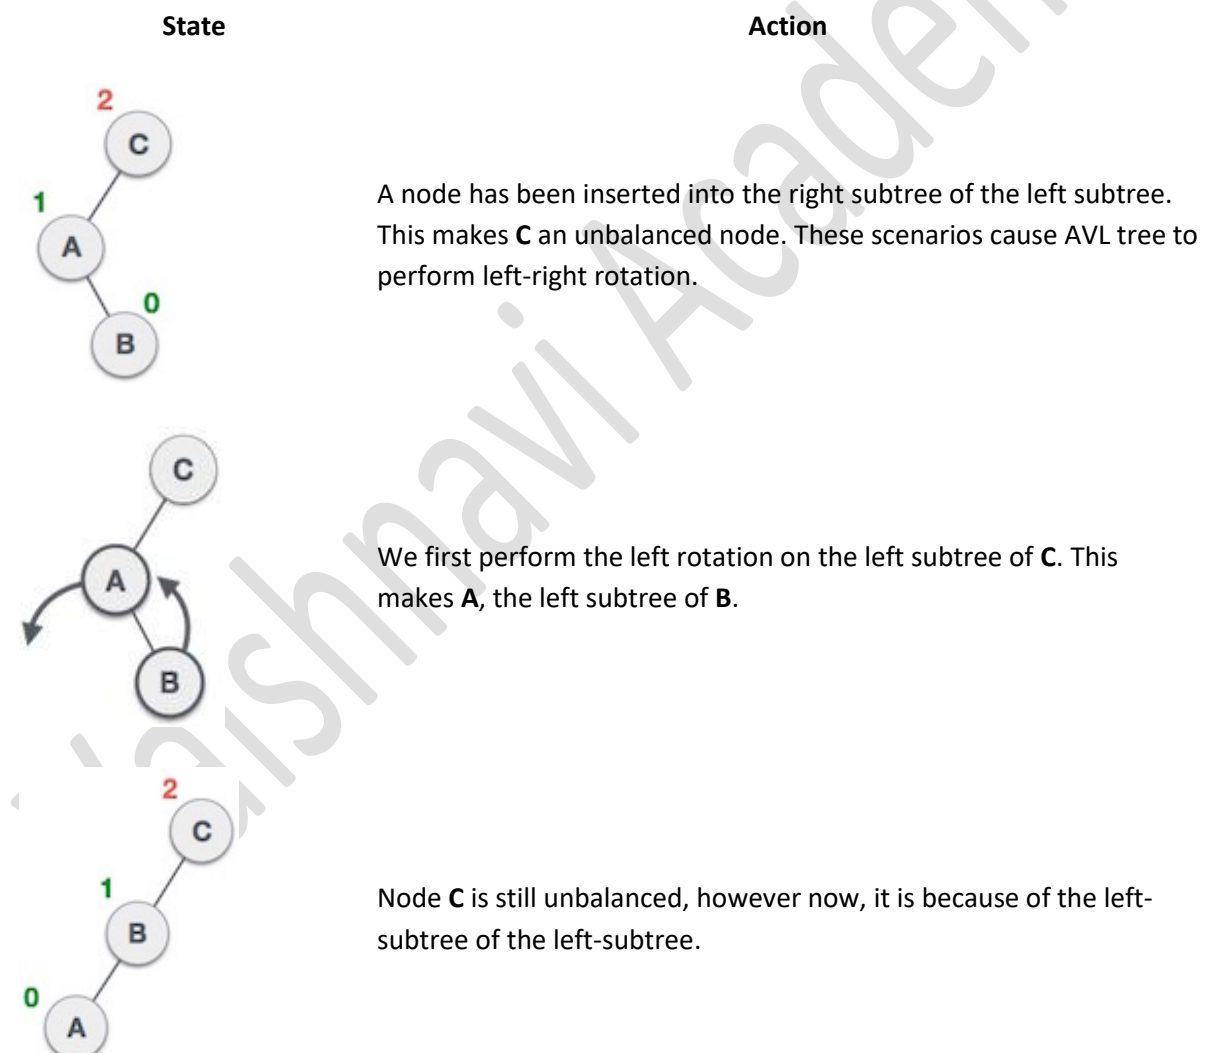 State Action
2
C
1
A
0
B
A node has been inserted into the right subtree of the left subtree.
This makes C an unbalanced node. These scenarios cause AVL tree to
perform left-right rotation.
C
A
B
We first perform the left rotation on the left subtree of C. This
makes A, the left subtree of B.
2
C
1
B
0
A
Node C is still unbalanced, however now, it is because of the left-
subtree of the left-subtree.
aishnavi Academ